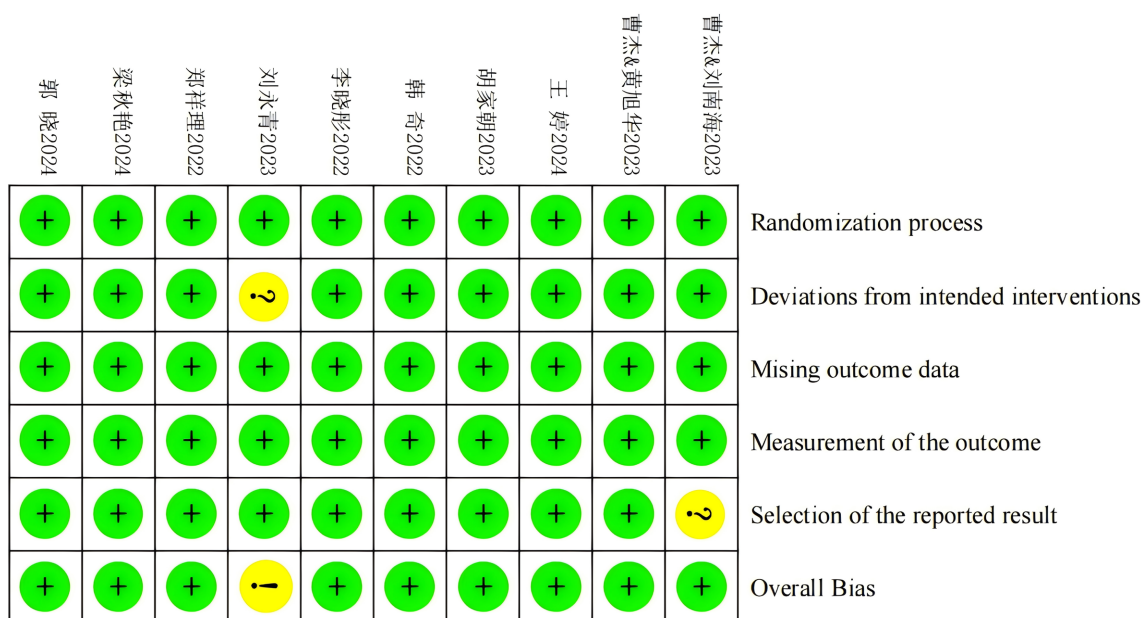 郭 晓2024
梁秋艳2024
郑祥理2022
刘永青2023
李晓彤2022
韩 奇2022
胡家朝2023
王 婷2024
曹杰&黄旭华2023
曹杰&刘南海2023
+ + + + + + + + + + Randomization process
+ + + ? + + + + + + Deviations from intended interventions
+ + + + + + + + + + Mising outcome data
+ + + + + + + + + + Measurement of the outcome
+ + + + + + + + + ? Selection of the reported result
+ + + ! + + + + + + Overall Bias